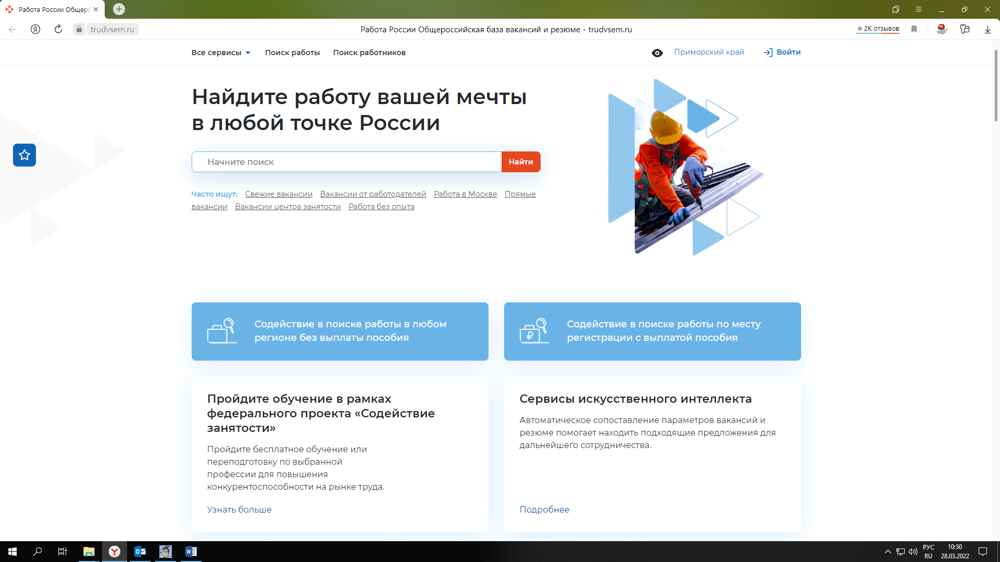 Работа России Общерс
trudvsem.ru
Работа России Общероссийская база вакансий и резюме - trudvsem.ru
2К отзывов
Все сервисы
Поиск работы
Поиск работников
Приморский край
Войти
Найдите работу вашей мечты
в любой точке России
Начните поиск
Найти
Часто ищут: Свежие вакансии Вакансии от работодателей Работа в Москве Прямые
вакансии Вакансии центра занятости Работа без опыта
Содействие в поиске работы в любом
регионе без выплаты пособия
Содействие в поиске работы по месту
регистрации с выплатой пособия
Пройдите обучение в рамках
федерального проекта «Содействие
занятости»
Пройдите бесплатное обучение или
переподготовку по выбранной
профессии для повышения
конкурентоспособности на рынке труда.
Узнать больше
Сервисы искусственного интеллекта
Автоматическое сопоставление параметров вакансий и
резюме помогает находить подходящие предложения для
дальнейшего сотрудничества.
Подробнее
РУС
RU
10:50
28.03.2022